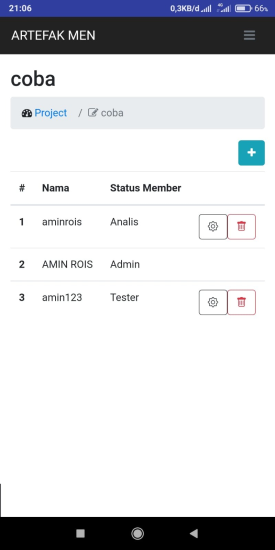 21:06 0,3KB/d 4G 66%
ARTEFAK MEN
coba
Project / coba
+
# Nama Status Member
1 aminrois Analis
2 AMIN ROIS Admin
3 amin123 Tester